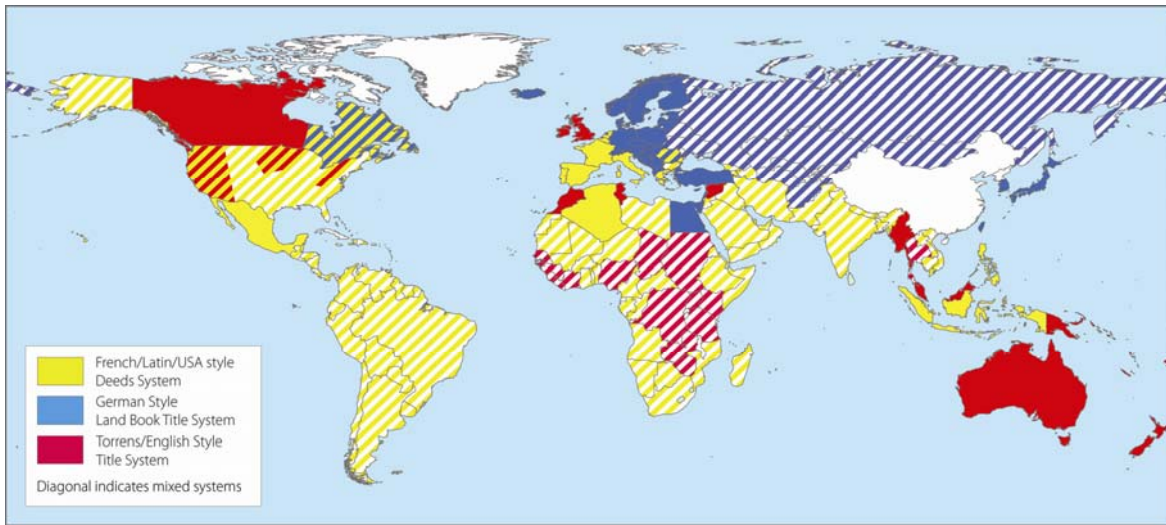 French/Latin/USA style
Deeds System
German Style
Land Book Title System
Torrens/English Style
Title System
Diagonal indicates mixed systems